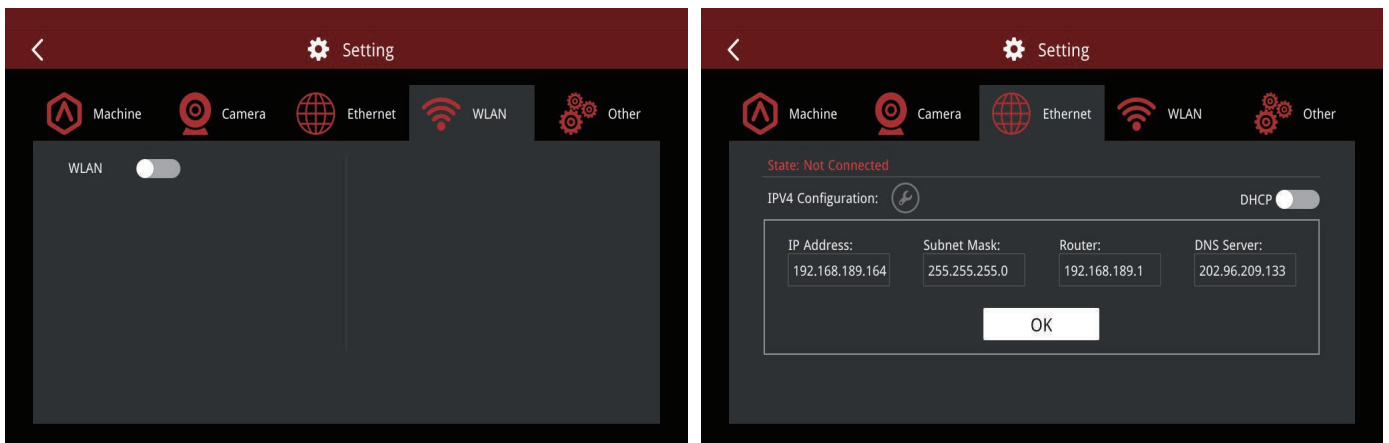 Setting
Machine Camera Ethernet WLAN Other
WLAN
Setting
Machine Camera Ethernet WLAN Other
State: Not Connected
IPV4 Configuration: DHCP
IP Address: Subnet Mask: Router: DNS Server:
192.168.189.164 255.255.255.0 192.168.189.1 202.96.209.133
OK